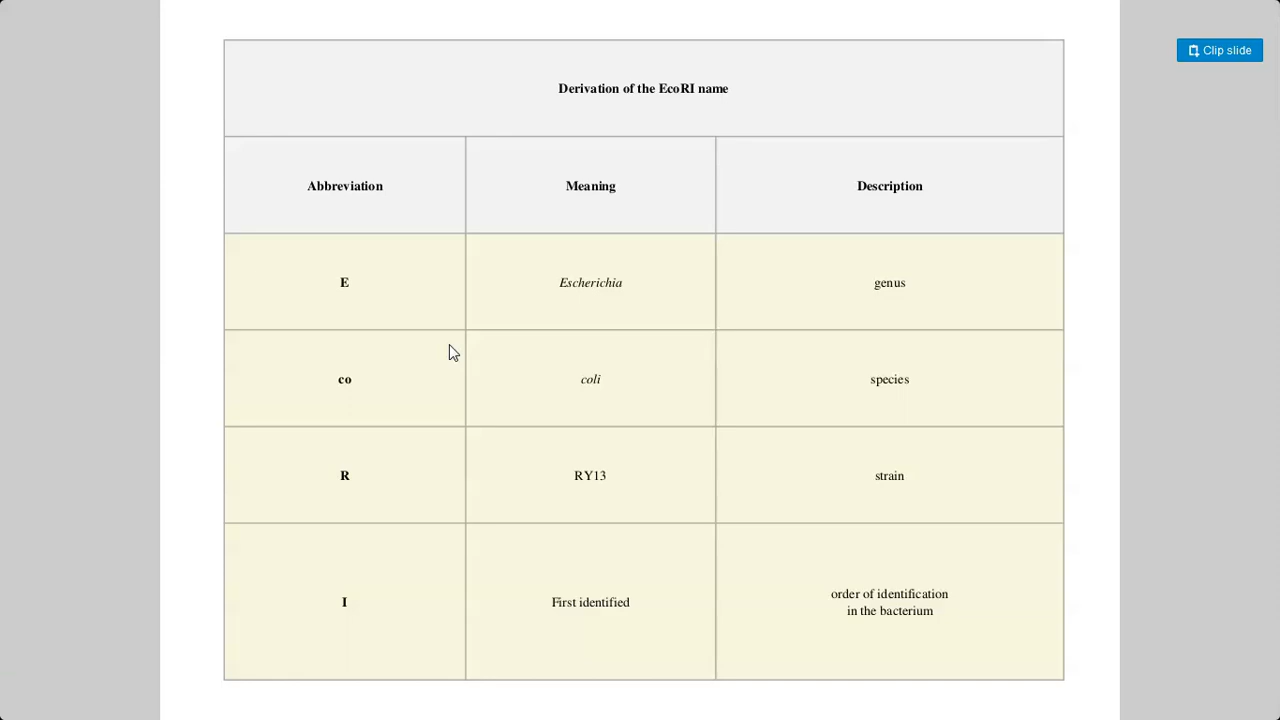 Clip slide
Derivation of the EcoRI name
Abbreviation Meaning Description
E Escherichia genus
co coli species
R RY13 strain
I First identified order of identification
in the bacterium